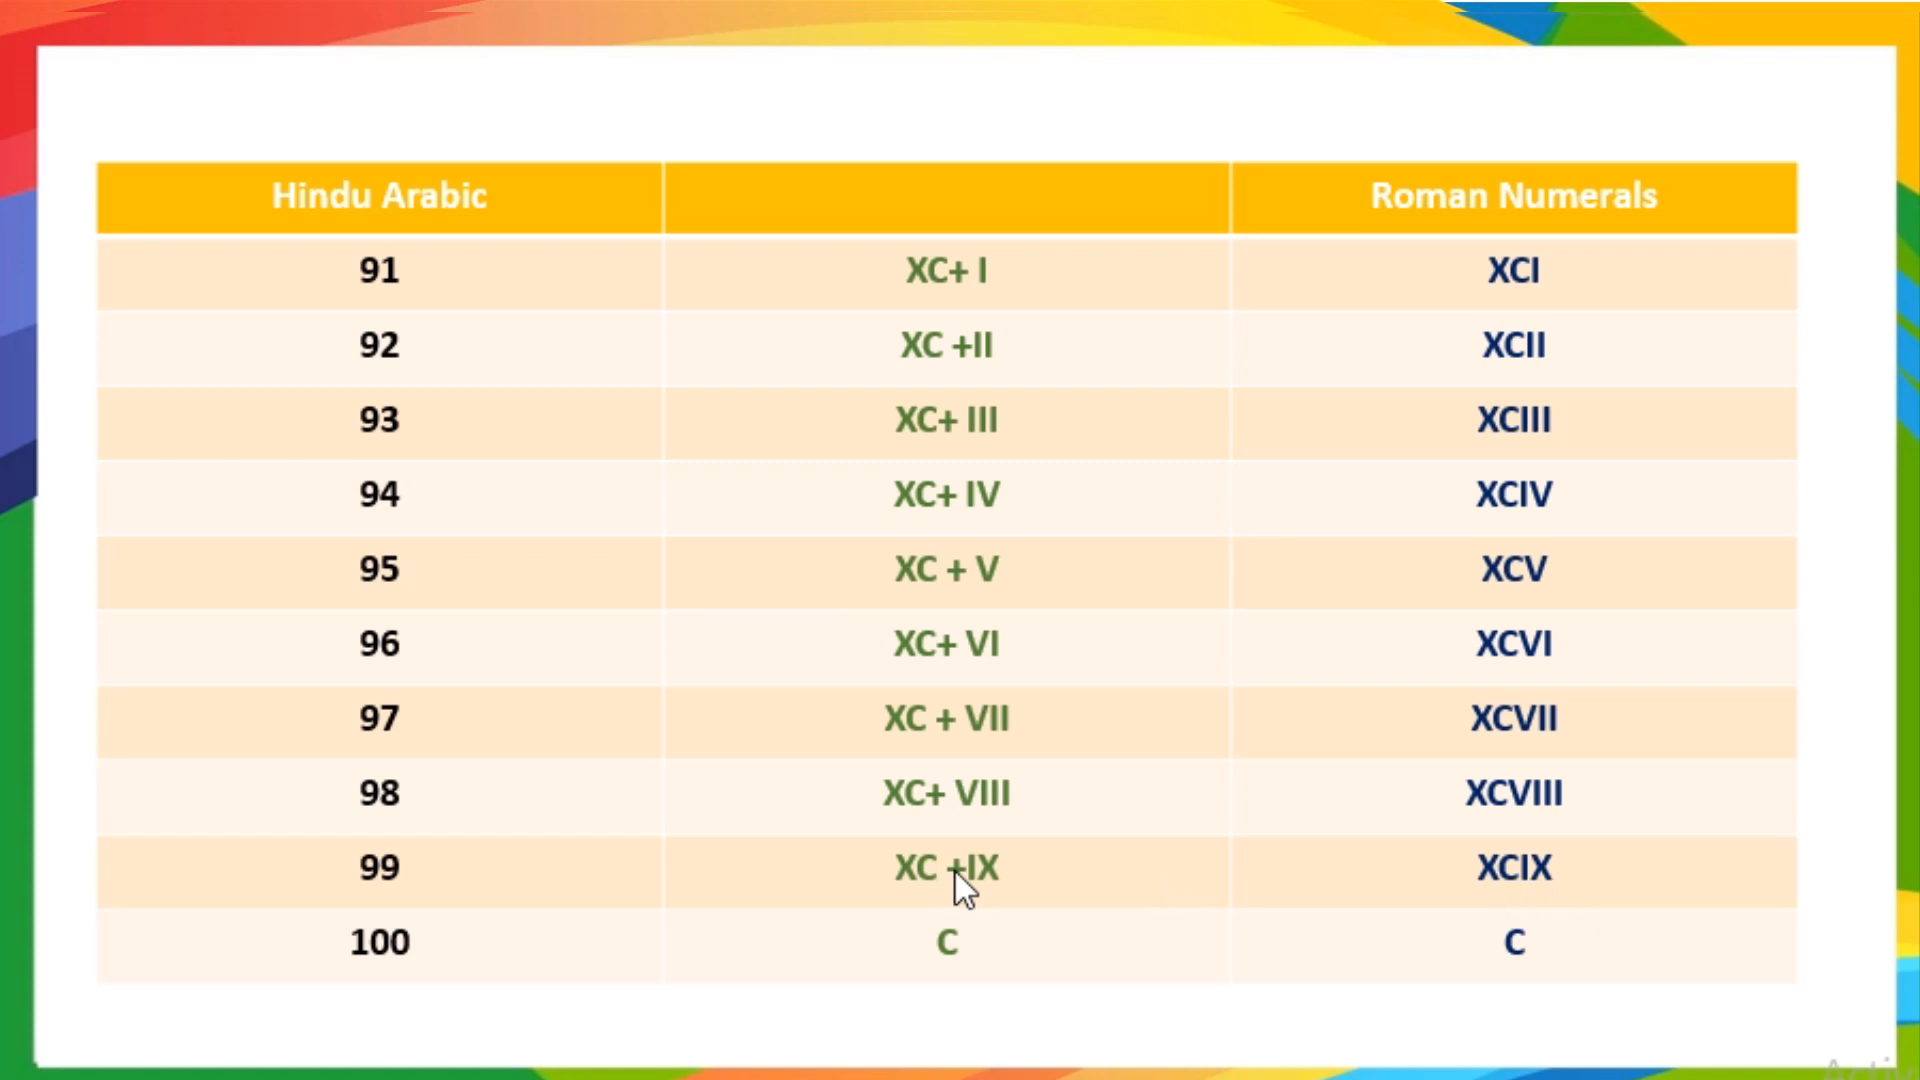 Hindu Arabic Roman Numerals
91 XC+ I XCI
92 XC +II XCII
93 XC+ III XCIII
94 XC+ IV XCIV
95 XC + V XCV
96 XC+ VI XCVI
97 XC + VII XCVII
98 XC+ VIII XCVIII
99 XC +IX XCIX
100 C C